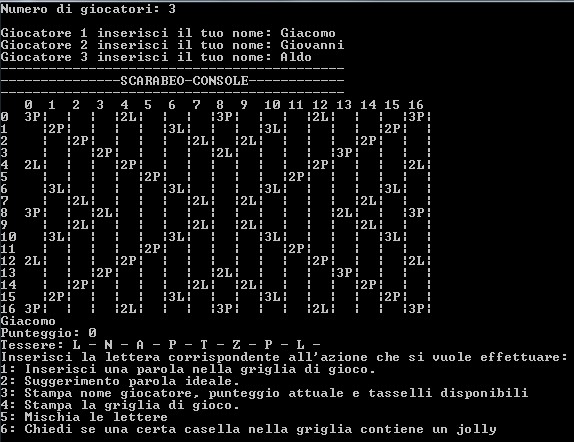 Numero di giocatori: 3
Giocatore 1 inserisci il tuo nome: Giacomo
Giocatore 2 inserisci il tuo nome: Giovanni
Giocatore 3 inserisci il tuo nome: Aldo
-------------------------------------------
---------------SCARABEO-CONSOLE------------
-------------------------------------------
0 1 2 3 4 5 6 7 8 9 10 11 12 13 14 15 16
0 3P¦ ¦ ¦ ¦2L¦ ¦ ¦ ¦3P¦ ¦ ¦ ¦2L¦ ¦ ¦ ¦3P¦
1 ¦2P¦ ¦ ¦ ¦ ¦3L¦ ¦ ¦ ¦3L¦ ¦ ¦ ¦ ¦2P¦ ¦
2 ¦ ¦2P¦ ¦ ¦ ¦ ¦2L¦ ¦2L¦ ¦ ¦ ¦ ¦2P¦ ¦ ¦
3 ¦ ¦ ¦2P¦ ¦ ¦ ¦ ¦2L¦ ¦ ¦ ¦ ¦3P¦ ¦ ¦ ¦
4 2L¦ ¦ ¦ ¦2P¦ ¦ ¦ ¦ ¦ ¦ ¦ ¦2P¦ ¦ ¦ ¦2L¦
5 ¦ ¦ ¦ ¦ ¦2P¦ ¦ ¦ ¦ ¦ ¦2P¦ ¦ ¦ ¦ ¦ ¦
6 ¦3L¦ ¦ ¦ ¦ ¦3L¦ ¦ ¦ ¦3L¦ ¦ ¦ ¦ ¦3L¦ ¦
7 ¦ ¦2L¦ ¦ ¦ ¦ ¦2L¦ ¦2L¦ ¦ ¦ ¦ ¦2L¦ ¦ ¦
8 3P¦ ¦ ¦2L¦ ¦ ¦ ¦ ¦ ¦ ¦ ¦ ¦ ¦2L¦ ¦ ¦3P¦
9 ¦ ¦2L¦ ¦ ¦ ¦ ¦2L¦ ¦2L¦ ¦ ¦ ¦ ¦2L¦ ¦ ¦
10 ¦3L¦ ¦ ¦ ¦ ¦3L¦ ¦ ¦ ¦3L¦ ¦ ¦ ¦ ¦3L¦ ¦
11 ¦ ¦ ¦ ¦ ¦2P¦ ¦ ¦ ¦ ¦ ¦2P¦ ¦ ¦ ¦ ¦ ¦
12 2L¦ ¦ ¦ ¦2P¦ ¦ ¦ ¦ ¦ ¦ ¦ ¦2P¦ ¦ ¦ ¦2L¦
13 ¦ ¦ ¦3P¦ ¦ ¦ ¦ ¦2L¦ ¦ ¦ ¦ ¦2P¦ ¦ ¦ ¦
14 ¦ ¦2P¦ ¦ ¦ ¦ ¦2L¦ ¦2L¦ ¦ ¦ ¦ ¦2P¦ ¦ ¦
15 ¦2P¦ ¦ ¦ ¦ ¦3L¦ ¦ ¦ ¦3L¦ ¦ ¦ ¦ ¦2P¦ ¦
16 3P¦ ¦ ¦ ¦2L¦ ¦ ¦ ¦3P¦ ¦ ¦ ¦2L¦ ¦ ¦ ¦3P¦
Giacomo
Punteggio: 0
Tessere: L - N - A - P - T - Z - P - L -
Inserisci la lettera corrispondente all'azione che si vuole effettuare:
1: Inserisci una parola nella griglia di gioco.
2: Suggerimento parola ideale.
3: Stampa nome giocatore, punteggio attuale e tasselli disponibili
4: Stampa la griglia di gioco.
5: Mischia le lettere
6: Chiedi se una certa casella nella griglia contiene un jolly